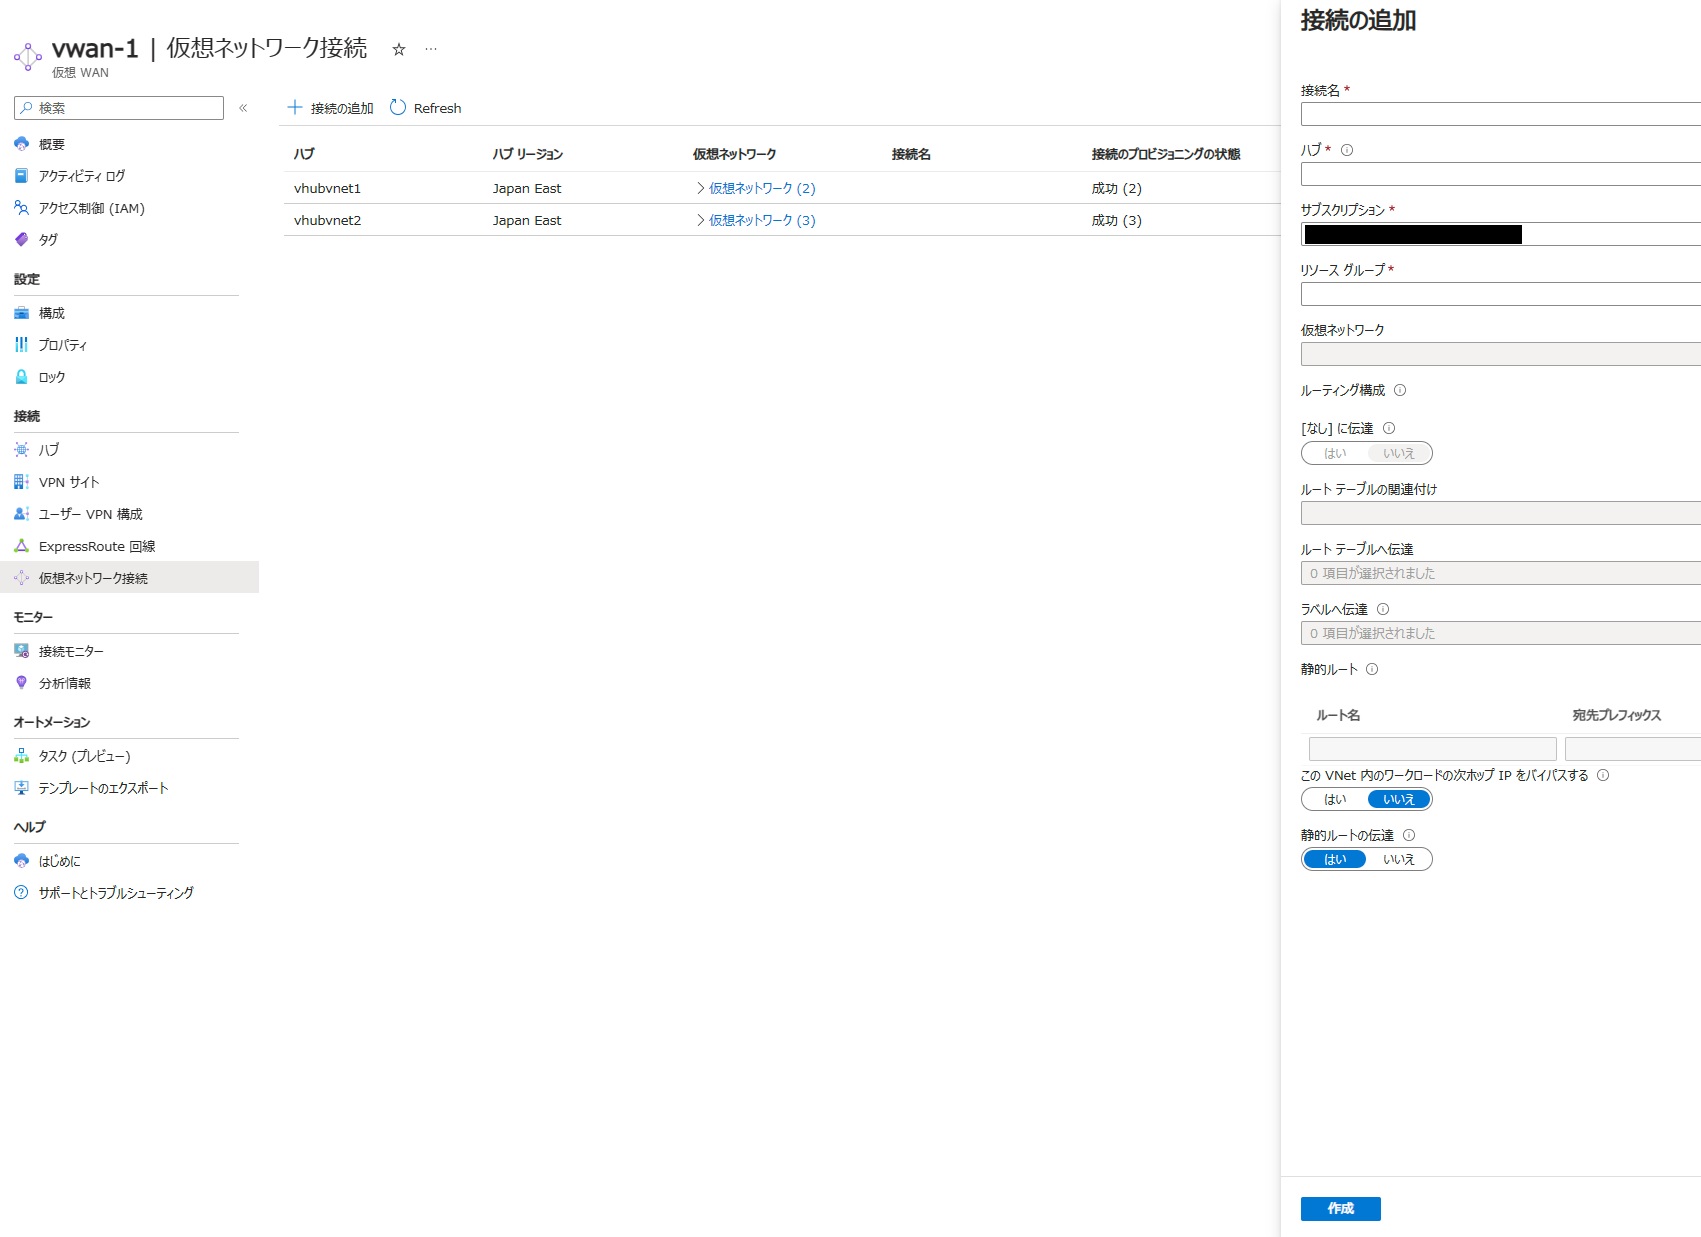 vwan-1 | 仮想ネットワーク接続 ☆ …
仮想 WAN
検索 «
概要
アクティビティ ログ
アクセス制御 (IAM)
タグ
設定
構成
プロパティ
ロック
接続
ハブ
VPN サイト
ユーザー VPN 構成
ExpressRoute 回線
仮想ネットワーク接続
モニター
接続モニター
分析情報
オートメーション
タスク (プレビュー)
テンプレートのエクスポート
ヘルプ
はじめに
サポートとトラブルシューティング
接続の追加 Refresh
ハブ ハブ リージョン 仮想ネットワーク 接続名 接続のプロビジョニングの状態
vhubvnet1 Japan East 仮想ネットワーク (2) 成功 (2)
vhubvnet2 Japan East 仮想ネットワーク (3) 成功 (3)
接続の追加
接続名 *
ハブ *
サブスクリプション *
リソース グループ *
仮想ネットワーク
ルーティング構成
[なし] に伝達
はい いいえ
ルート テーブルの関連付け
ルート テーブルへ伝達
0 項目が選択されました
ラベルへ伝達
0 項目が選択されました
静的ルート
ルート名 宛先プレフィックス
この VNet 内のワークロードの次ホップ IP をバイパスする
はい いいえ
静的ルートの伝達
はい いいえ
作成